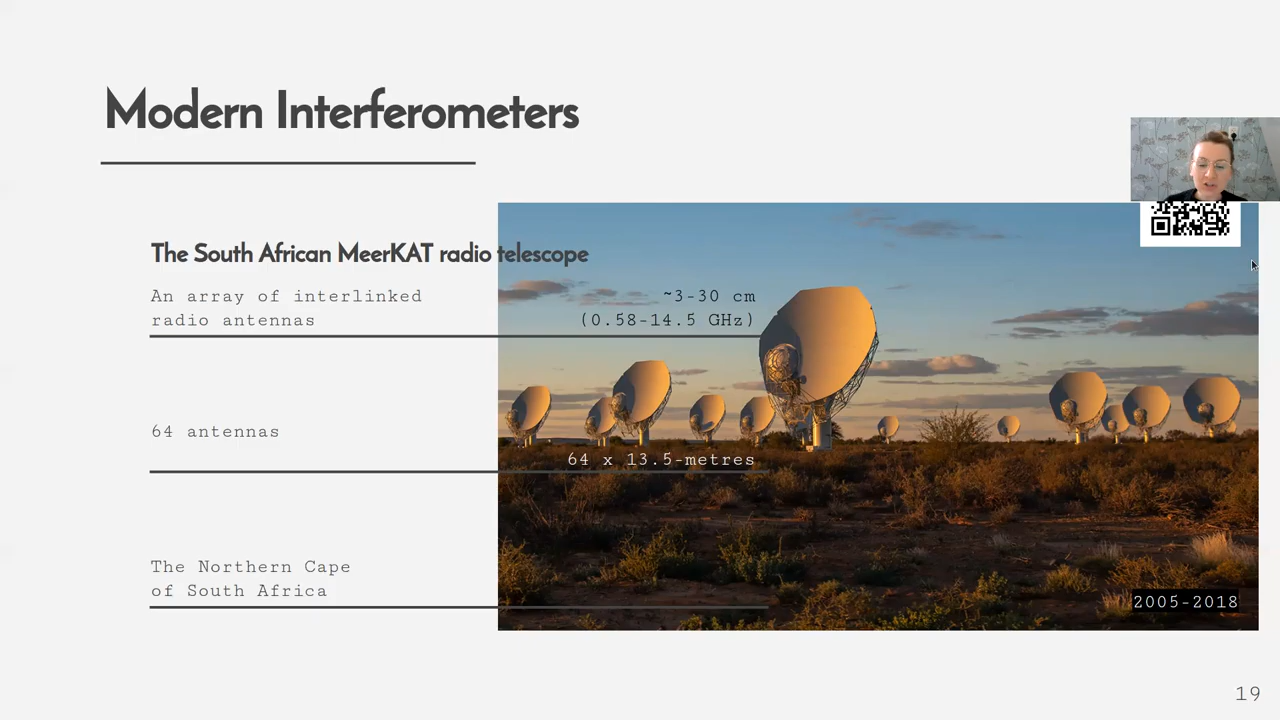 Modern Interferometers
The South African MeerKAT radio telescope
An array of interlinked
radio antennas
~3-30 cm
(0.58-14.5 GHz)
64 antennas
64 x 13.5-metres
The Northern Cape
of South Africa
2005-2018
19